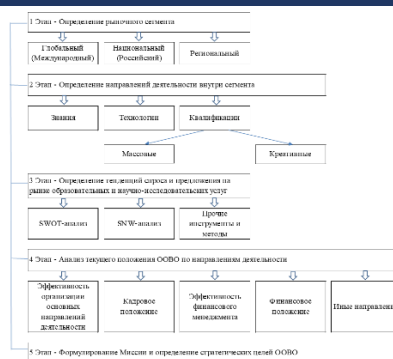 1 Этап - Определение рыночного сегмента
Глобальный
(Международный)
Национальный
(Российский)
Региональный
2 Этап - Определение направлений деятельности внутри сегмента
Знания
Технологии
Квалификации
Массовые
Креативные
3 Этап - Определение тенденций спроса и предложения на
рынке образовательных и научно-исследовательских услуг
SWOT-анализ
SNW-анализ
Прочие
инструменты и
методы
4 Этап - Анализ текущего положения ООВО по направлениям деятельности
Эффективность
организации
основных
направлений
деятельности
Кадровое
положение
Эффективность
финансового
менеджмента
Финансовое
положение
Иные направлени
5 Этап - Формулирование Миссии и определение стратегических целей ООВО